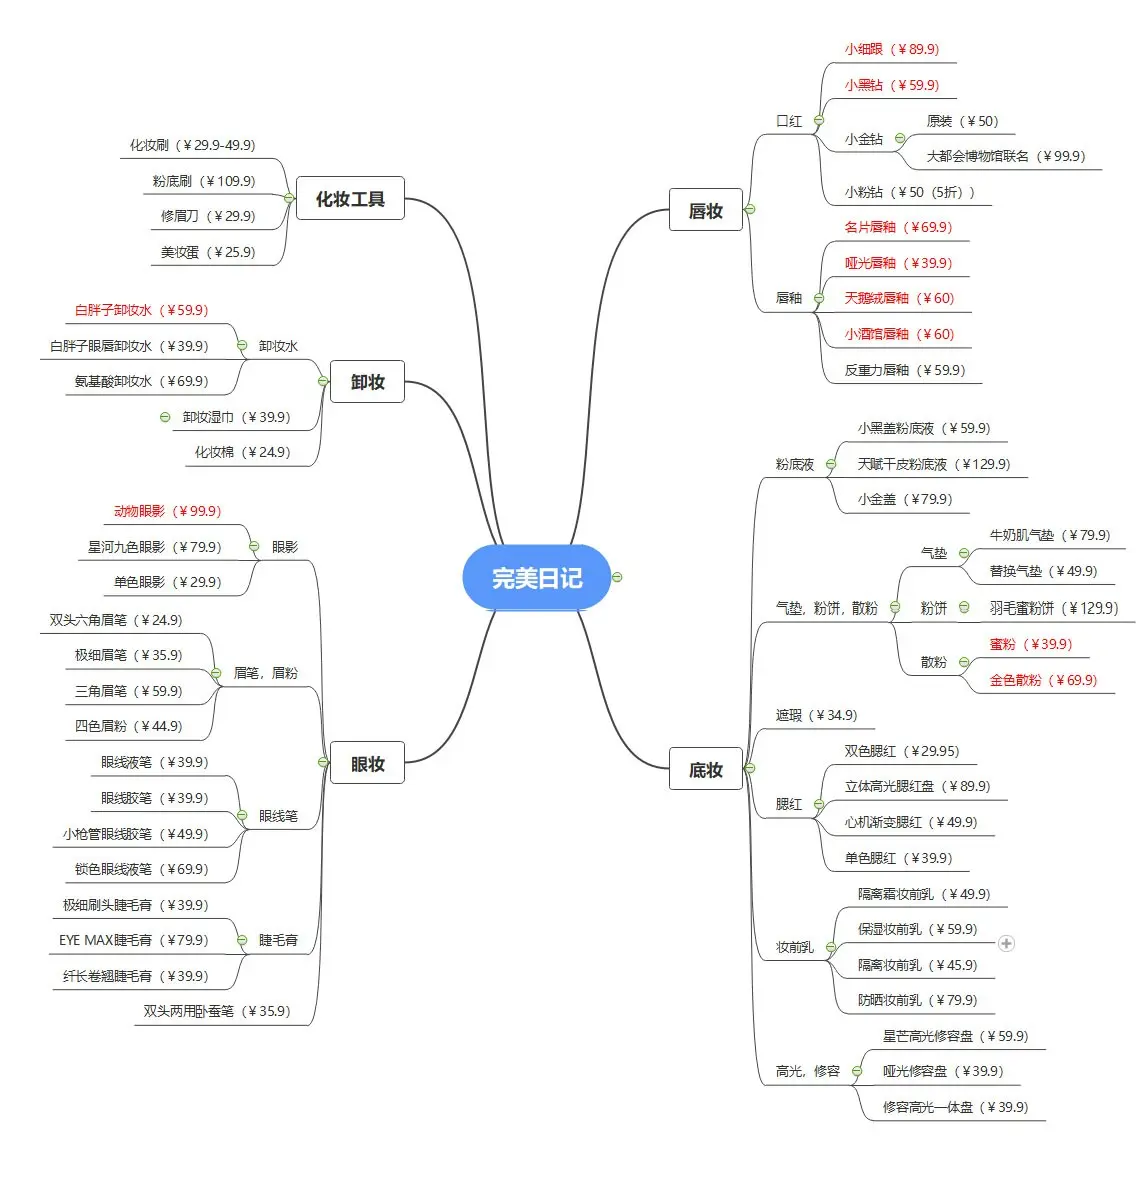 完美日记
化妆工具
化妆刷（￥29.9-49.9）
粉底刷（￥109.9）
修眉刀（￥29.9）
美妆蛋（￥25.9）
卸妆
卸妆水
白胖子卸妆水（￥59.9）
白胖子眼唇卸妆水（￥39.9）
氨基酸卸妆水（￥69.9）
卸妆湿巾（￥39.9）
化妆棉（￥24.9）
眼妆
眼影
动物眼影（￥99.9）
星河九色眼影（￥79.9）
单色眼影（￥29.9）
眉笔，眉粉
双头六角眉笔（￥24.9）
极细眉笔（￥35.9）
三角眉笔（￥59.9）
四色眉粉（￥44.9）
眼线笔
眼线液笔（￥39.9）
眼线胶笔（￥39.9）
小枪管眼线胶笔（￥49.9）
锁色眼线液笔（￥69.9）
睫毛膏
极细刷头睫毛膏（￥39.9）
EYE MAX睫毛膏（￥79.9）
纤长卷翘睫毛膏（￥39.9）
双头两用卧蚕笔（￥35.9）
唇妆
口红
小细跟（￥89.9）
小黑钻（￥59.9）
小金钻
原装（￥50）
大都会博物馆联名（￥99.9）
小粉钻（￥50（5折））
唇釉
名片唇釉（￥69.9）
哑光唇釉（￥39.9）
天鹅绒唇釉（￥60）
小酒馆唇釉（￥60）
反重力唇釉（￥59.9）
底妆
粉底液
小黑盖粉底液（￥59.9）
天赋干皮粉底液（￥129.9）
小金盖（￥79.9）
气垫，粉饼，散粉
气垫
牛奶肌气垫（￥79.9）
替换气垫（￥49.9）
粉饼
羽毛蜜粉饼（￥129.9）
散粉
蜜粉（￥39.9）
金色散粉（￥69.9）
遮瑕（￥34.9）
腮红
双色腮红（￥29.95）
立体高光腮红盘（￥89.9）
心机渐变腮红（￥49.9）
单色腮红（￥39.9）
妆前乳
隔离霜妆前乳（￥49.9）
保湿妆前乳（￥59.9）
隔离妆前乳（￥45.9）
防晒妆前乳（￥79.9）
高光，修容
星芒高光修容盘（￥59.9）
哑光修容盘（￥39.9）
修容高光一体盘（￥39.9）